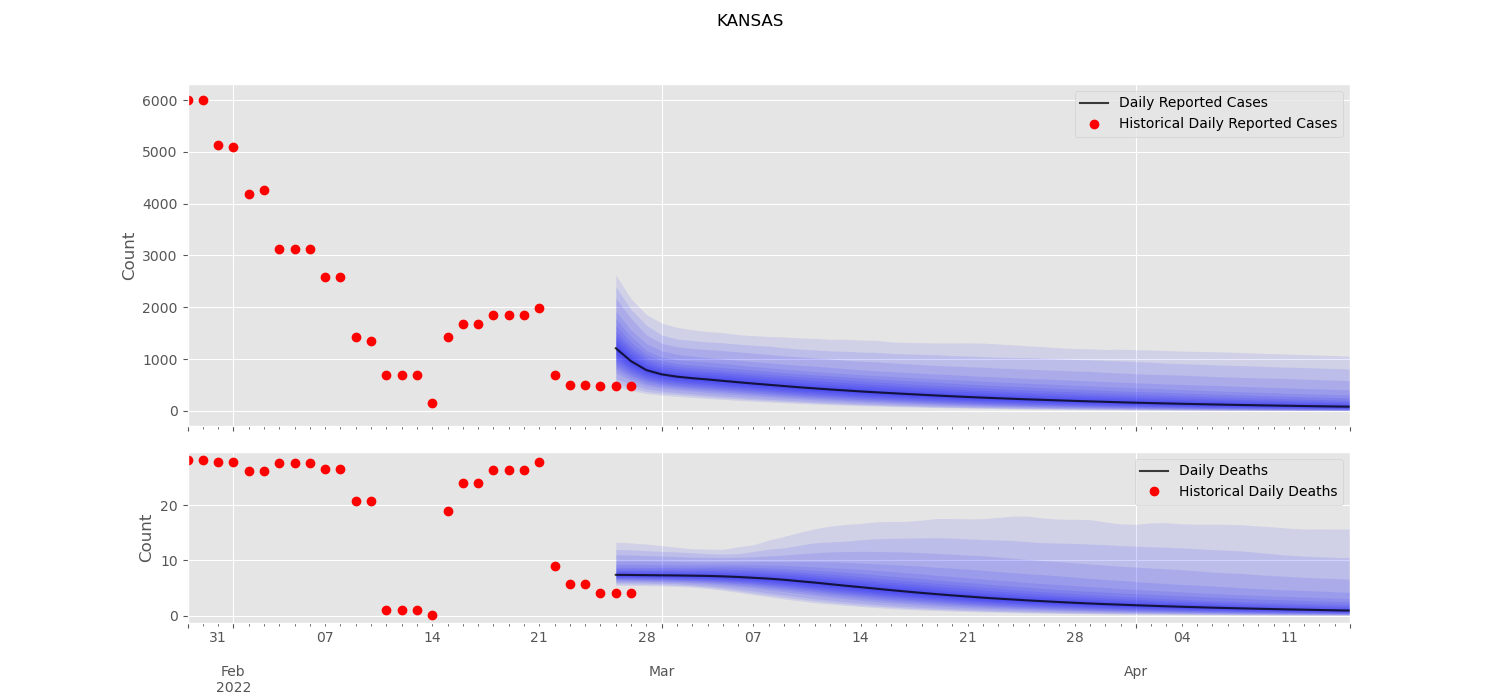 KANSAS
6000
5000
4000
3000
2000
1000
0
Count
Daily Reported Cases
Historical Daily Reported Cases
20
10
0
Count
Daily Deaths
Historical Daily Deaths
31 07 14 21 28 07 14 21 28 04 11
Feb Mar Apr
2022